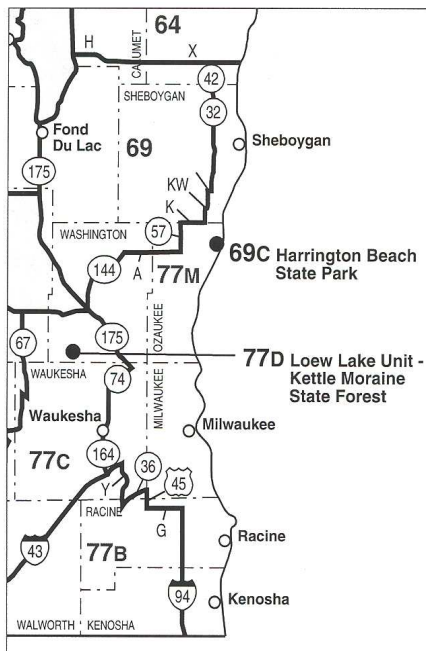 64
H
X
CALUMET
42
SHEBOYGAN
32
Fond
Du Lac
69
Sheboygan
175
KW
K
WASHINGTON
57
69C Harrington Beach
State Park
144
A
77M
OZAUKEE
175
67
77D Loew Lake Unit -
Kettle Moraine
State Forest
WAUKESHA
74
MILWAUKEE
Waukesha
Milwaukee
77C
164
36
45
Y
RACINE
G
Racine
43
77B
94
Kenosha
WALWORTH
KENOSHA